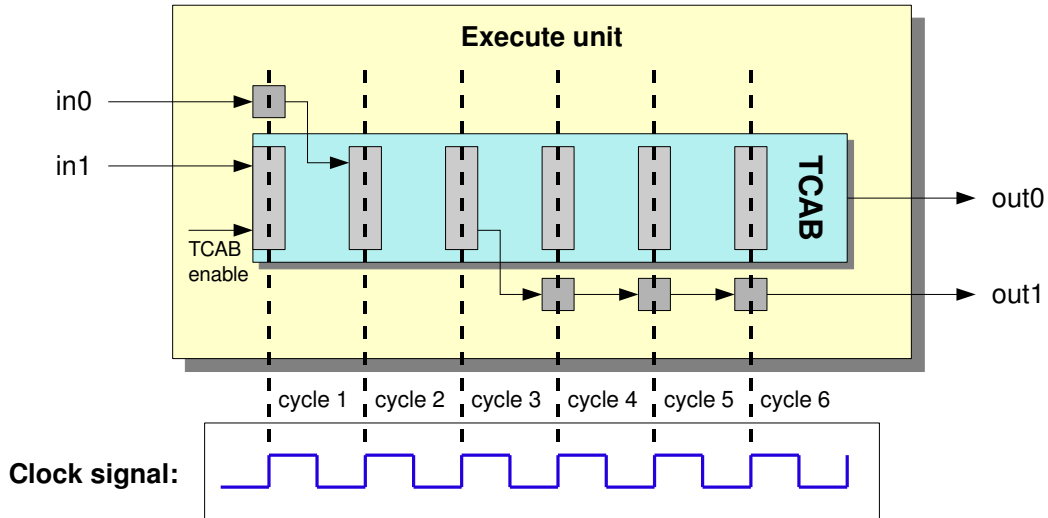 Execute unit
in0
in1
TCAB
out0
TCAB
enable
out1
cycle 1
cycle 2
cycle 3
cycle 4
cycle 5
cycle 6
Clock signal: